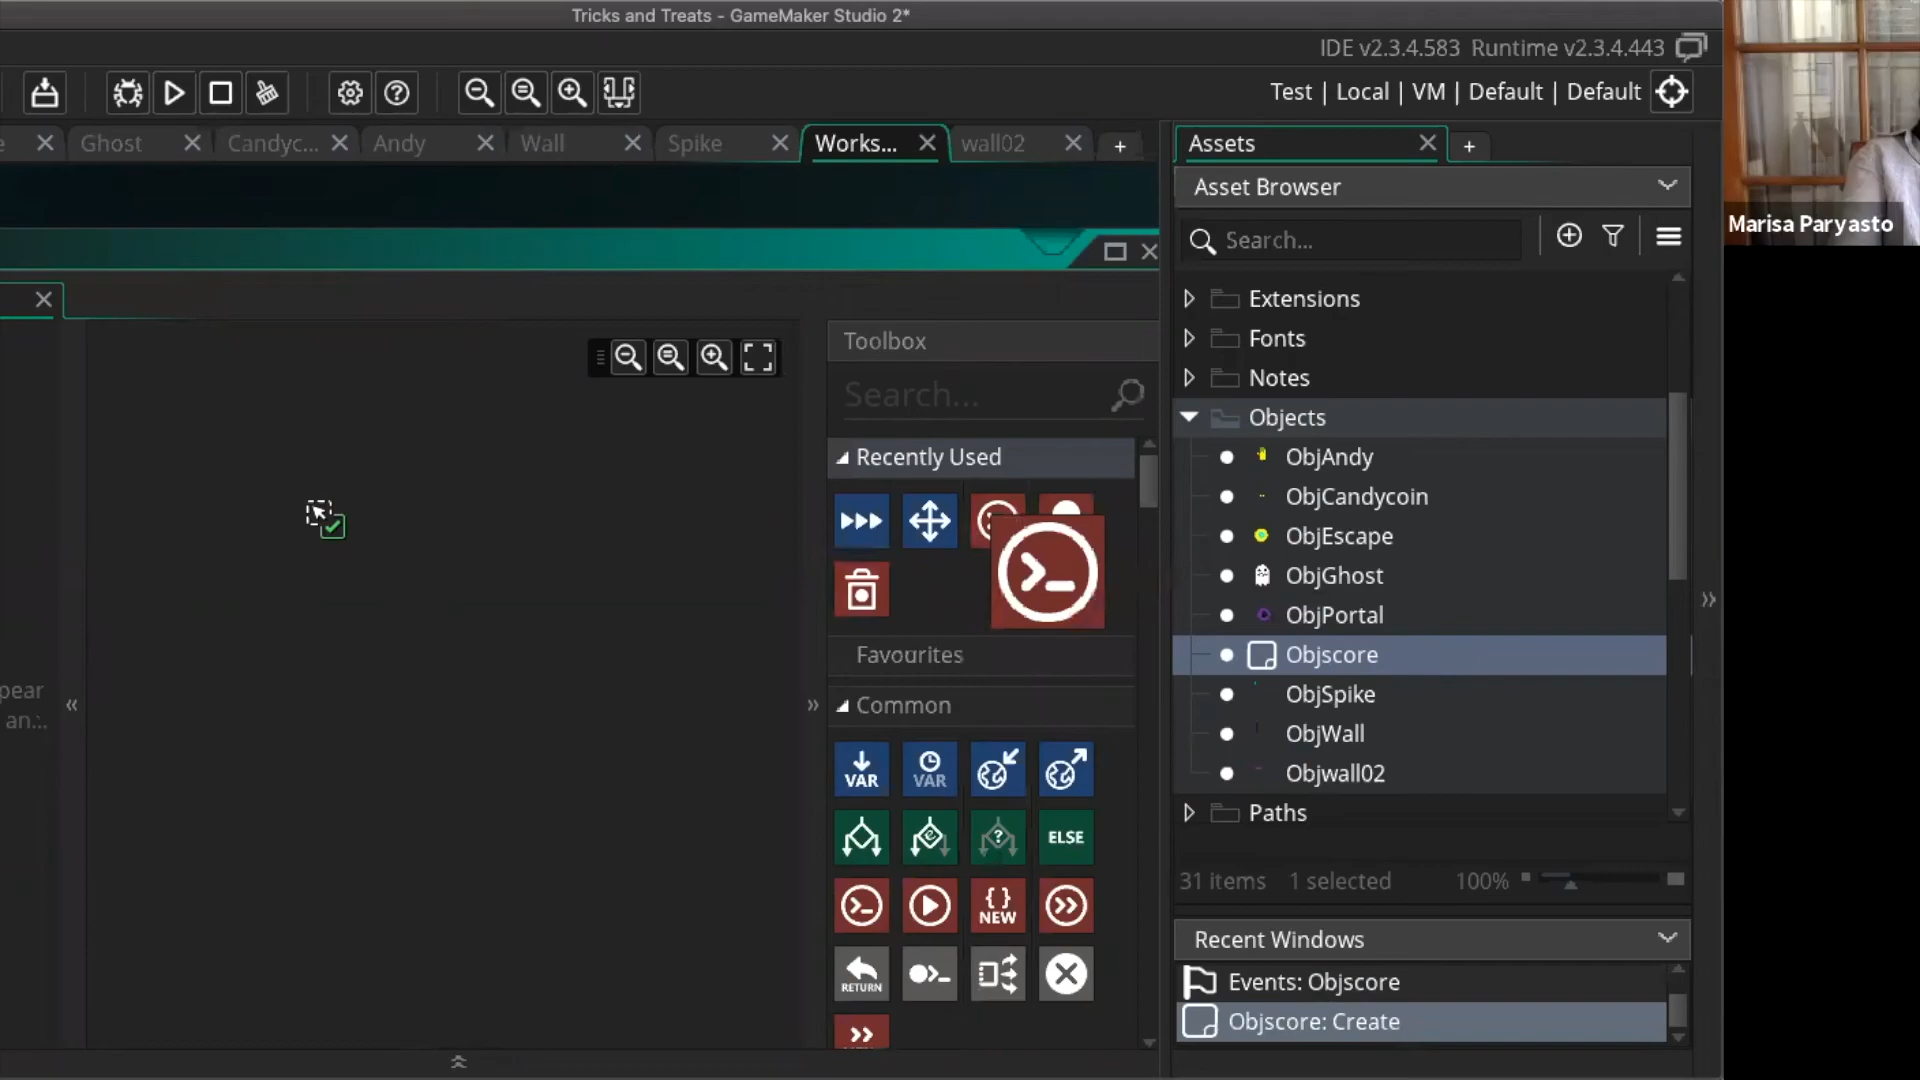 Tricks and Treats - GameMaker Studio 2*
IDE v2.3.4.583 Runtime v2.3.4.443
Test | Local | VM | Default | Default
e
Ghost
Candyc...
Andy
Wall
Spike
Works...
wall02
Assets
Asset Browser
Search...
Marisa Paryasto
Extensions
Fonts
Notes
Objects
ObjAndy
ObjCandycoin
ObjEscape
ObjGhost
ObjPortal
Objscore
ObjSpike
ObjWall
Objwall02
Paths
31 items 1 selected 100%
Recent Windows
Events: Objscore
Objscore: Create
Toolbox
Search...
Recently Used
Favourites
Common
VAR
VAR
ELSE
NEW
RETURN
pear
an...